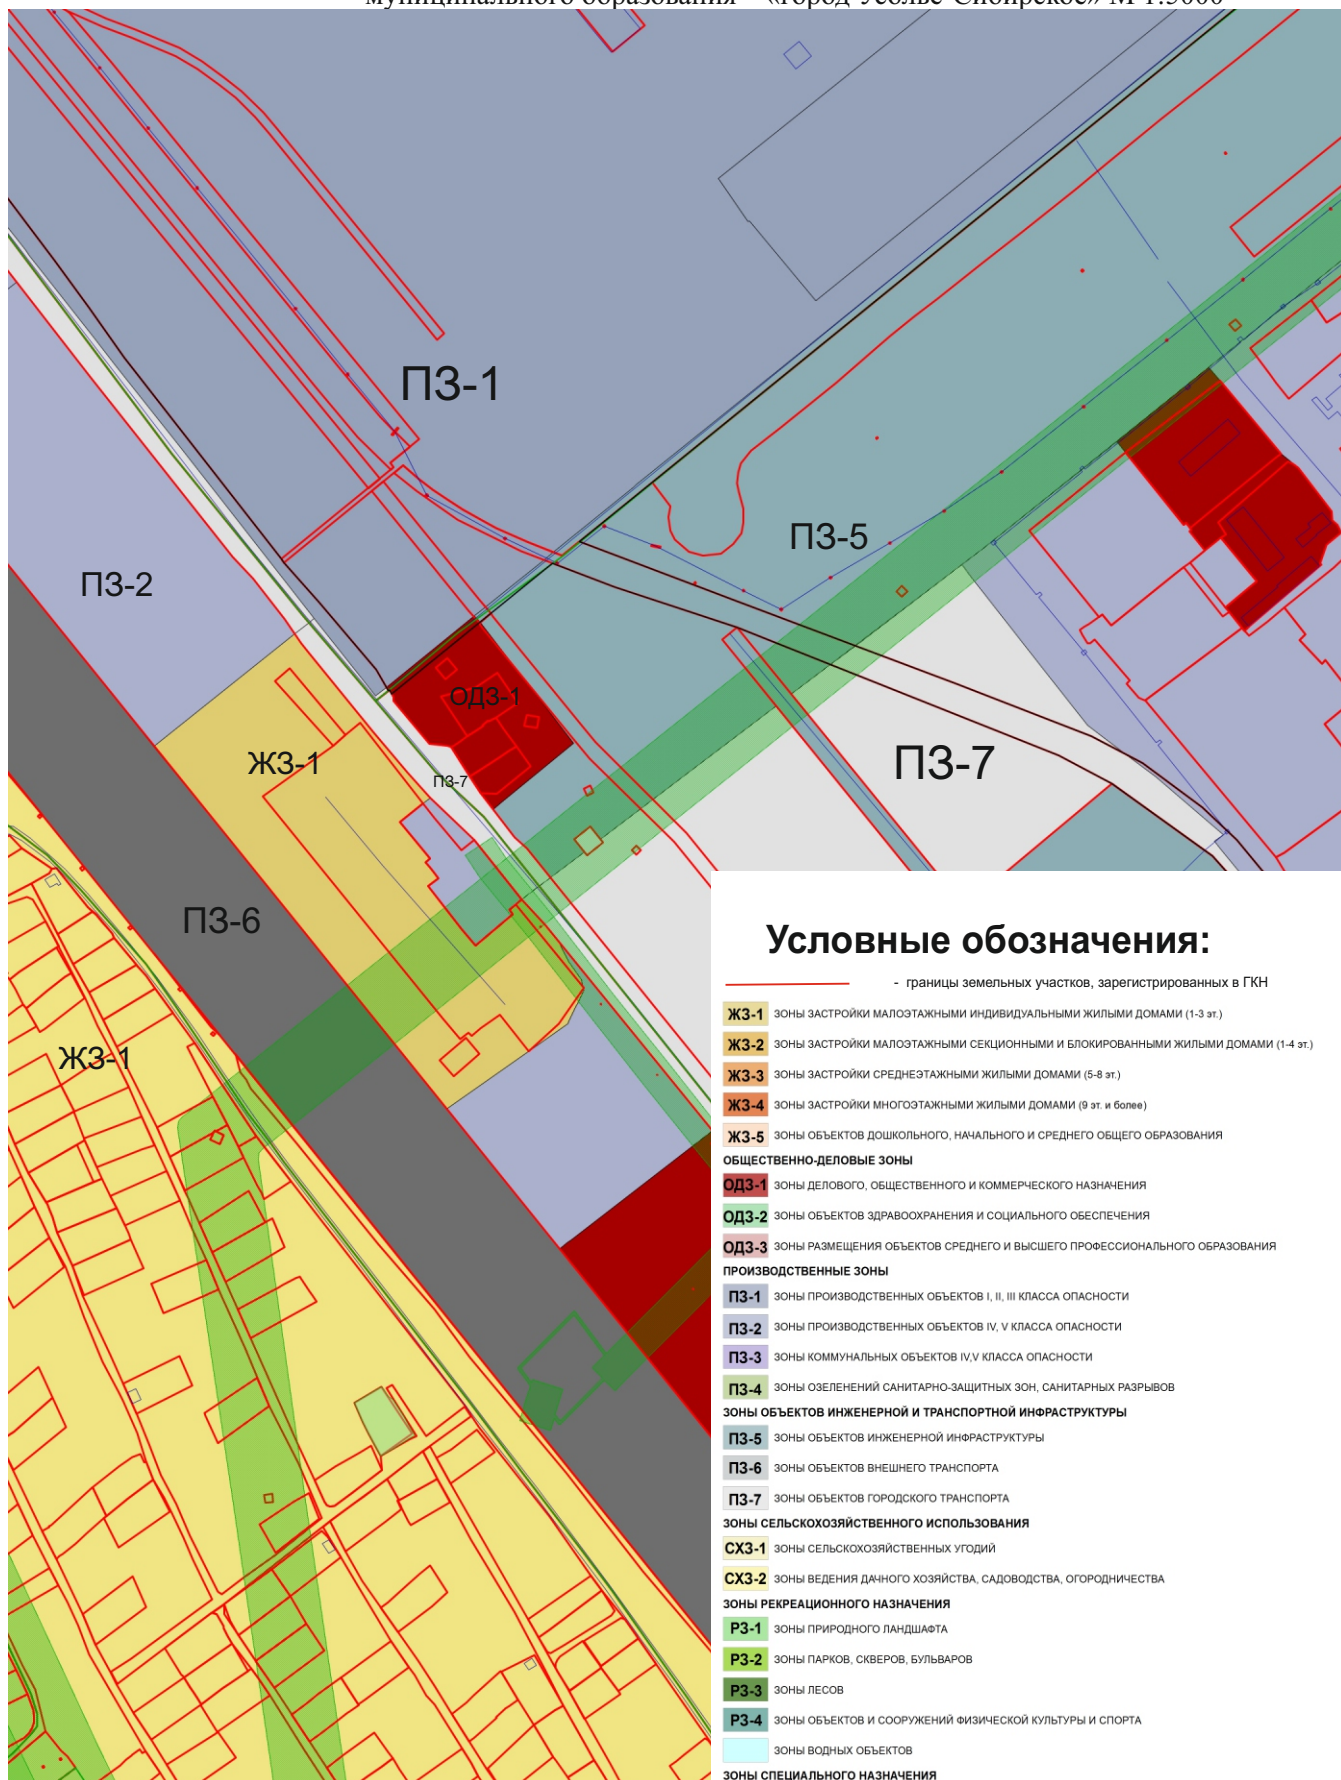 муниципального образования – «город Усолье-Сибирское» М 1:5000
ПЗ-1
ПЗ-5
ПЗ-2
ОДЗ-1
ЖЗ-1
ПЗ-7
ПЗ-7
ПЗ-6
ЖЗ-1
Условные обозначения:
- границы земельных участков, зарегистрированных в ГКН
ЖЗ-1 ЗОНЫ ЗАСТРОЙКИ МАЛОЭТАЖНЫМИ ИНДИВИДУАЛЬНЫМИ ЖИЛЫМИ ДОМАМИ (1-3 эт.)
ЖЗ-2 ЗОНЫ ЗАСТРОЙКИ МАЛОЭТАЖНЫМИ СЕКЦИОННЫМИ И БЛОКИРОВАННЫМИ ЖИЛЫМИ ДОМАМИ (1-4 эт.)
ЖЗ-3 ЗОНЫ ЗАСТРОЙКИ СРЕДНЕЭТАЖНЫМИ ЖИЛЫМИ ДОМАМИ (5-8 эт.)
ЖЗ-4 ЗОНЫ ЗАСТРОЙКИ МНОГОЭТАЖНЫМИ ЖИЛЫМИ ДОМАМИ (9 эт. и более)
ЖЗ-5 ЗОНЫ ОБЪЕКТОВ ДОШКОЛЬНОГО, НАЧАЛЬНОГО И СРЕДНЕГО ОБЩЕГО ОБРАЗОВАНИЯ
ОБЩЕСТВЕННО-ДЕЛОВЫЕ ЗОНЫ
ОДЗ-1 ЗОНЫ ДЕЛОВОГО, ОБЩЕСТВЕННОГО И КОММЕРЧЕСКОГО НАЗНАЧЕНИЯ
ОДЗ-2 ЗОНЫ ОБЪЕКТОВ ЗДРАВООХРАНЕНИЯ И СОЦИАЛЬНОГО ОБЕСПЕЧЕНИЯ
ОДЗ-3 ЗОНЫ РАЗМЕЩЕНИЯ ОБЪЕКТОВ СРЕДНЕГО И ВЫСШЕГО ПРОФЕССИОНАЛЬНОГО ОБРАЗОВАНИЯ
ПРОИЗВОДСТВЕННЫЕ ЗОНЫ
ПЗ-1 ЗОНЫ ПРОИЗВОДСТВЕННЫХ ОБЪЕКТОВ I, II, III КЛАССА ОПАСНОСТИ
ПЗ-2 ЗОНЫ ПРОИЗВОДСТВЕННЫХ ОБЪЕКТОВ IV, V КЛАССА ОПАСНОСТИ
ПЗ-3 ЗОНЫ КОММУНАЛЬНЫХ ОБЪЕКТОВ IV,V КЛАССА ОПАСНОСТИ
ПЗ-4 ЗОНЫ ОЗЕЛЕНЕНИЙ САНИТАРНО-ЗАЩИТНЫХ ЗОН, САНИТАРНЫХ РАЗРЫВОВ
ЗОНЫ ОБЪЕКТОВ ИНЖЕНЕРНОЙ И ТРАНСПОРТНОЙ ИНФРАСТРУКТУРЫ
ПЗ-5 ЗОНЫ ОБЪЕКТОВ ИНЖЕНЕРНОЙ ИНФРАСТРУКТУРЫ
ПЗ-6 ЗОНЫ ОБЪЕКТОВ ВНЕШНЕГО ТРАНСПОРТА
ПЗ-7 ЗОНЫ ОБЪЕКТОВ ГОРОДСКОГО ТРАНСПОРТА
ЗОНЫ СЕЛЬСКОХОЗЯЙСТВЕННОГО ИСПОЛЬЗОВАНИЯ
СХЗ-1 ЗОНЫ СЕЛЬСКОХОЗЯЙСТВЕННЫХ УГОДИЙ
СХЗ-2 ЗОНЫ ВЕДЕНИЯ ДАЧНОГО ХОЗЯЙСТВА, САДОВОДСТВА, ОГОРОДНИЧЕСТВА
ЗОНЫ РЕКРЕАЦИОННОГО НАЗНАЧЕНИЯ
РЗ-1 ЗОНЫ ПРИРОДНОГО ЛАНДШАФТА
РЗ-2 ЗОНЫ ПАРКОВ, СКВЕРОВ, БУЛЬВАРОВ
РЗ-3 ЗОНЫ ЛЕСОВ
РЗ-4 ЗОНЫ ОБЪЕКТОВ И СООРУЖЕНИЙ ФИЗИЧЕСКОЙ КУЛЬТУРЫ И СПОРТА
ЗОНЫ ВОДНЫХ ОБЪЕКТОВ
ЗОНЫ СПЕЦИАЛЬНОГО НАЗНАЧЕНИЯ